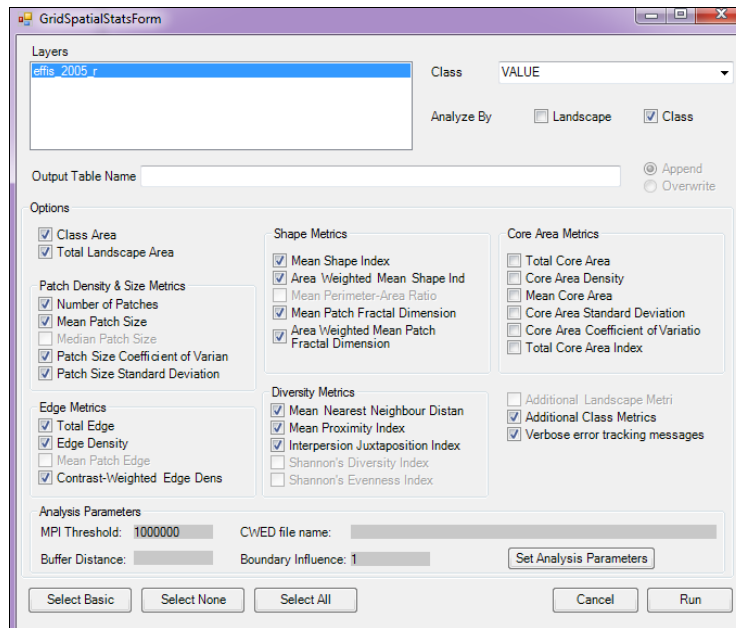 GridSpatialStatsForm
Layers
effis_2005_r
Class VALUE
Analyze By Landscape Class
Output Table Name
Append
Overwrite
Options
Class Area
Total Landscape Area
Patch Density & Size Metrics
Number of Patches
Mean Patch Size
Median Patch Size
Patch Size Coefficient of Varian
Patch Size Standard Deviation
Edge Metrics
Total Edge
Edge Density
Mean Patch Edge
Contrast-Weighted Edge Dens
Shape Metrics
Mean Shape Index
Area Weighted Mean Shape Ind
Mean Perimeter-Area Ratio
Mean Patch Fractal Dimension
Area Weighted Mean Patch
Fractal Dimension
Diversity Metrics
Mean Nearest Neighbour Distan
Mean Proximity Index
Interpersion Juxtaposition Index
Shannon's Diversity Index
Shannon's Evenness Index
Core Area Metrics
Total Core Area
Core Area Density
Mean Core Area
Core Area Standard Deviation
Core Area Coefficient of Variatio
Total Core Area Index
Additional Landscape Metri
Additional Class Metrics
Verbose error tracking messages
Analysis Parameters
MPI Threshold: 1000000 CWED file name:
Buffer Distance: Boundary Influence: 1 Set Analysis Parameters
Select Basic Select None Select All Cancel Run